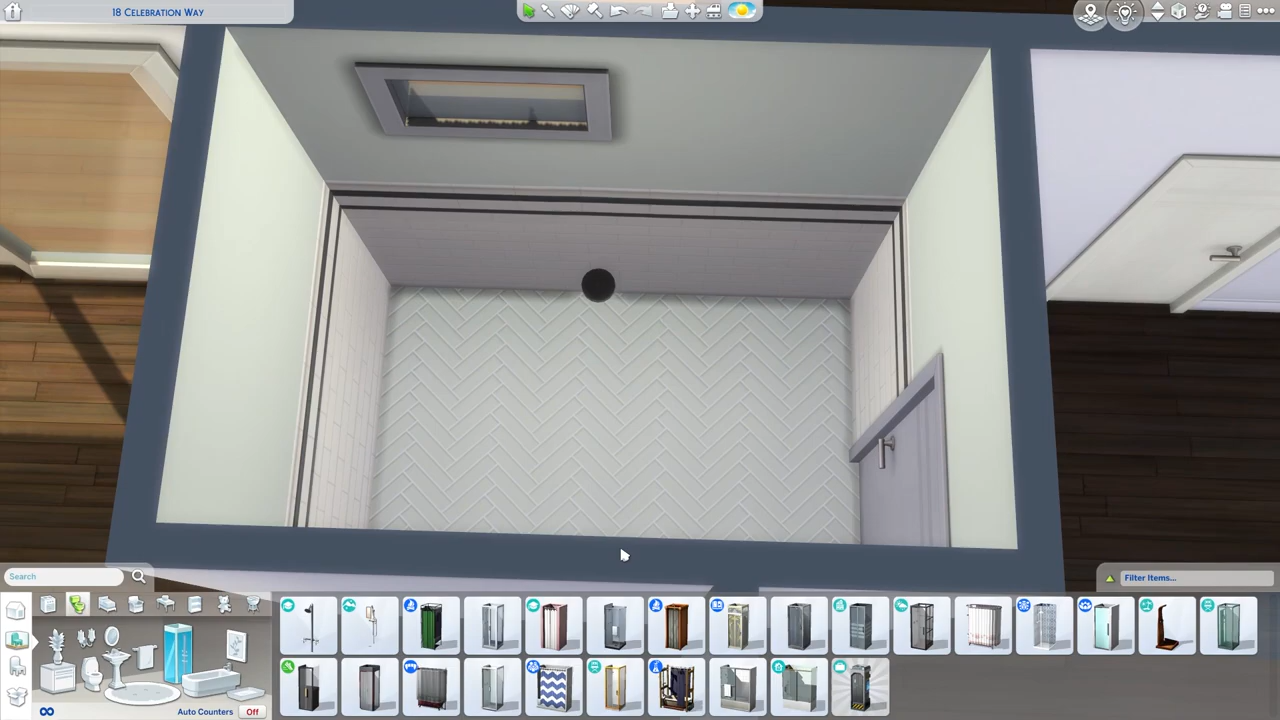 18 Celebration Way
Search
Filter Items...
Auto Counters
Off